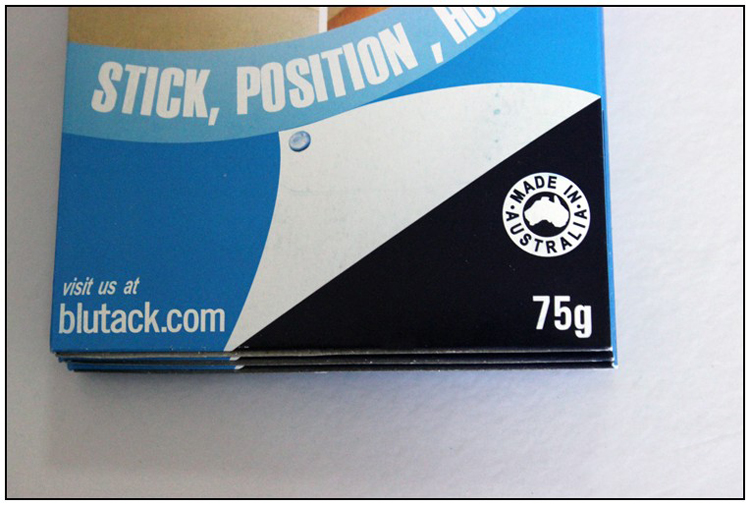 STICK, POSITION ,
MADE IN
AUSTRALIA
visit us at
blutack.com
75g